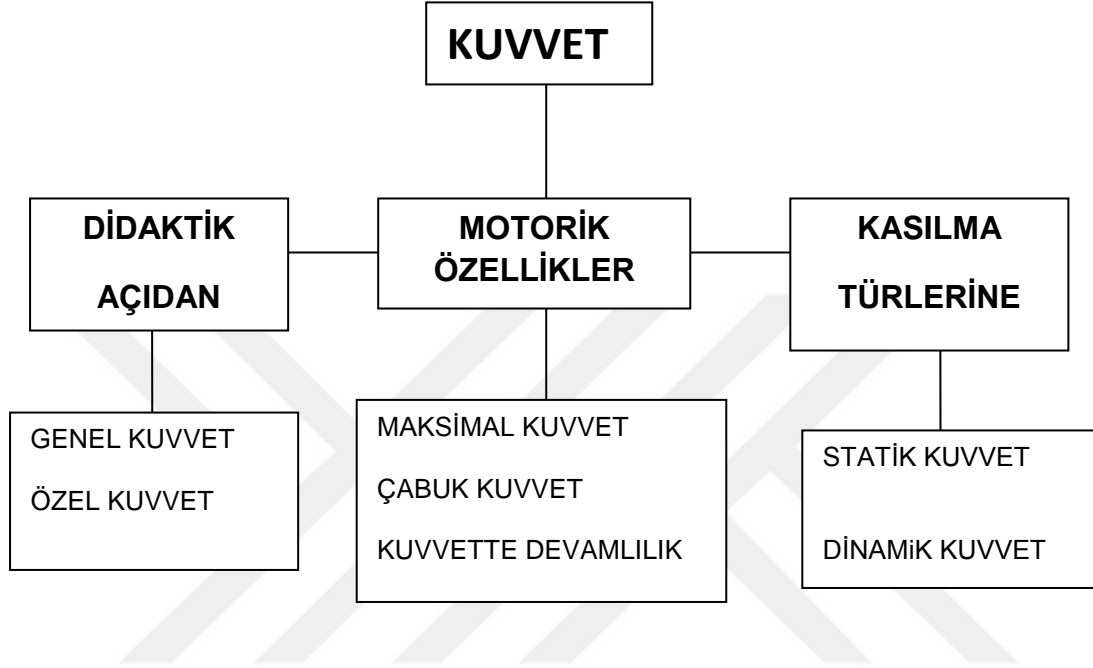 KUVVET
DİDAKTİK
AÇIDAN
MOTORİK
ÖZELLİKLER
KASILMA
TÜRLERİNE
GENEL KUVVET
ÖZEL KUVVET
MAKSİMAL KUVVET
ÇABUK KUVVET
KUVVETTE DEVAMLILIK
STATİK KUVVET
DİNAMiK KUVVET